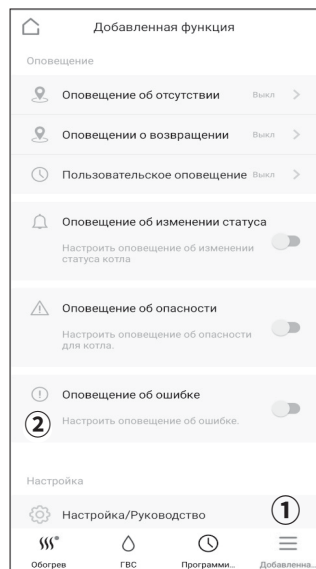 Добавленная функция
Оповещение
Оповещение об отсутствии Выкл
Оповещении о возвращении Выкл
Пользовательское оповещение Выкл
Оповещение об изменении статуса
Настроить оповещение об изменении
статуса котла
Оповещение об опасности
Настроить оповещение об опасности
для котла.
Оповещение об ошибке
2 Настроить оповещение об ошибке.
Настройка
Настройка/Руководство 1
Обогрев ГВС Программи... Добавленна...